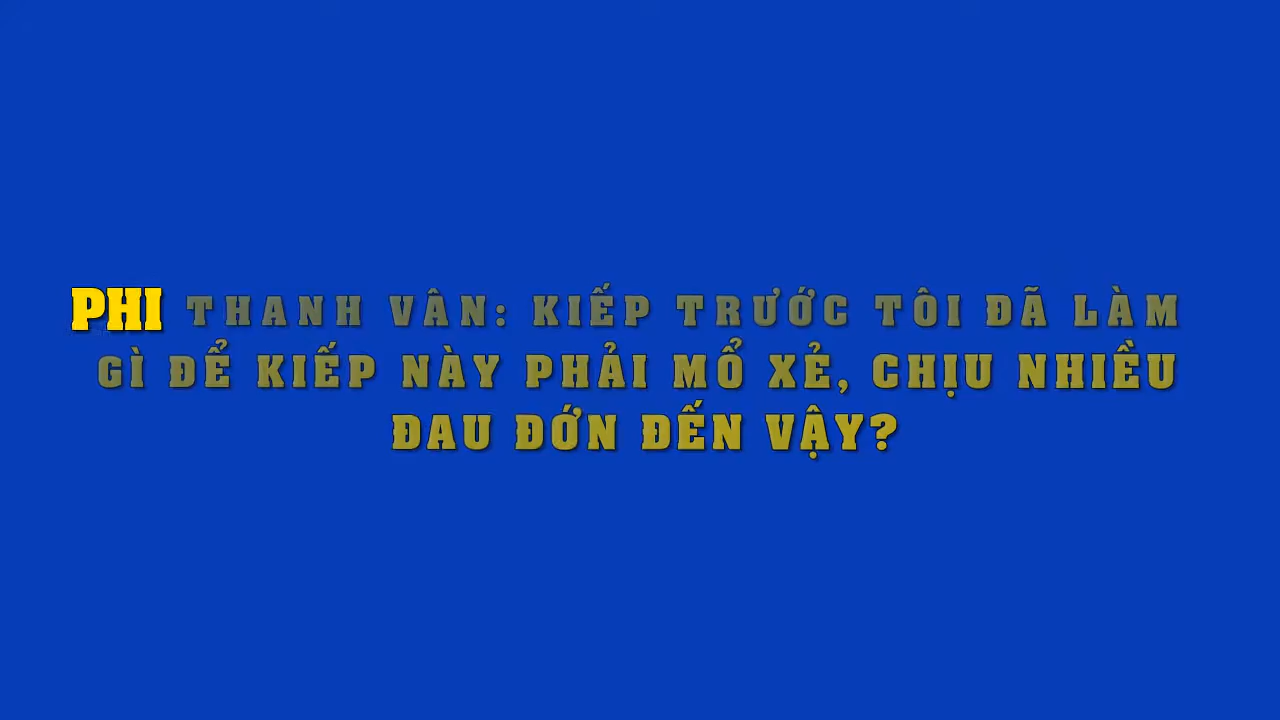 PHI THANH VÂN: KIẾP TRƯỚC TÔI ĐÃ LÀM
GÌ ĐỂ KIẾP NÀY PHẢI MỔ XẺ, CHỊU NHIỀU
ĐAU ĐỚN ĐẾN VẬY?